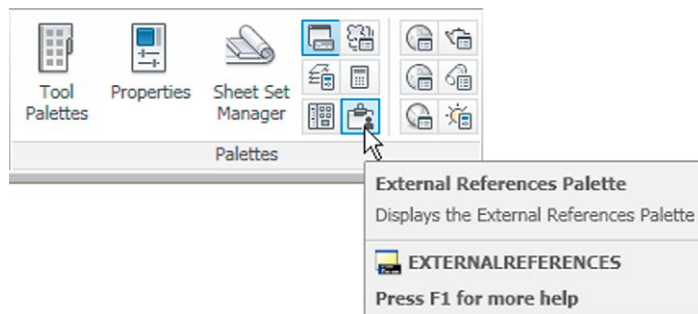 Tool
Palettes
Properties
Sheet Set
Manager
Palettes
External References Palette
Displays the External References Palette
EXTERNALREFERENCES
Press F1 for more help